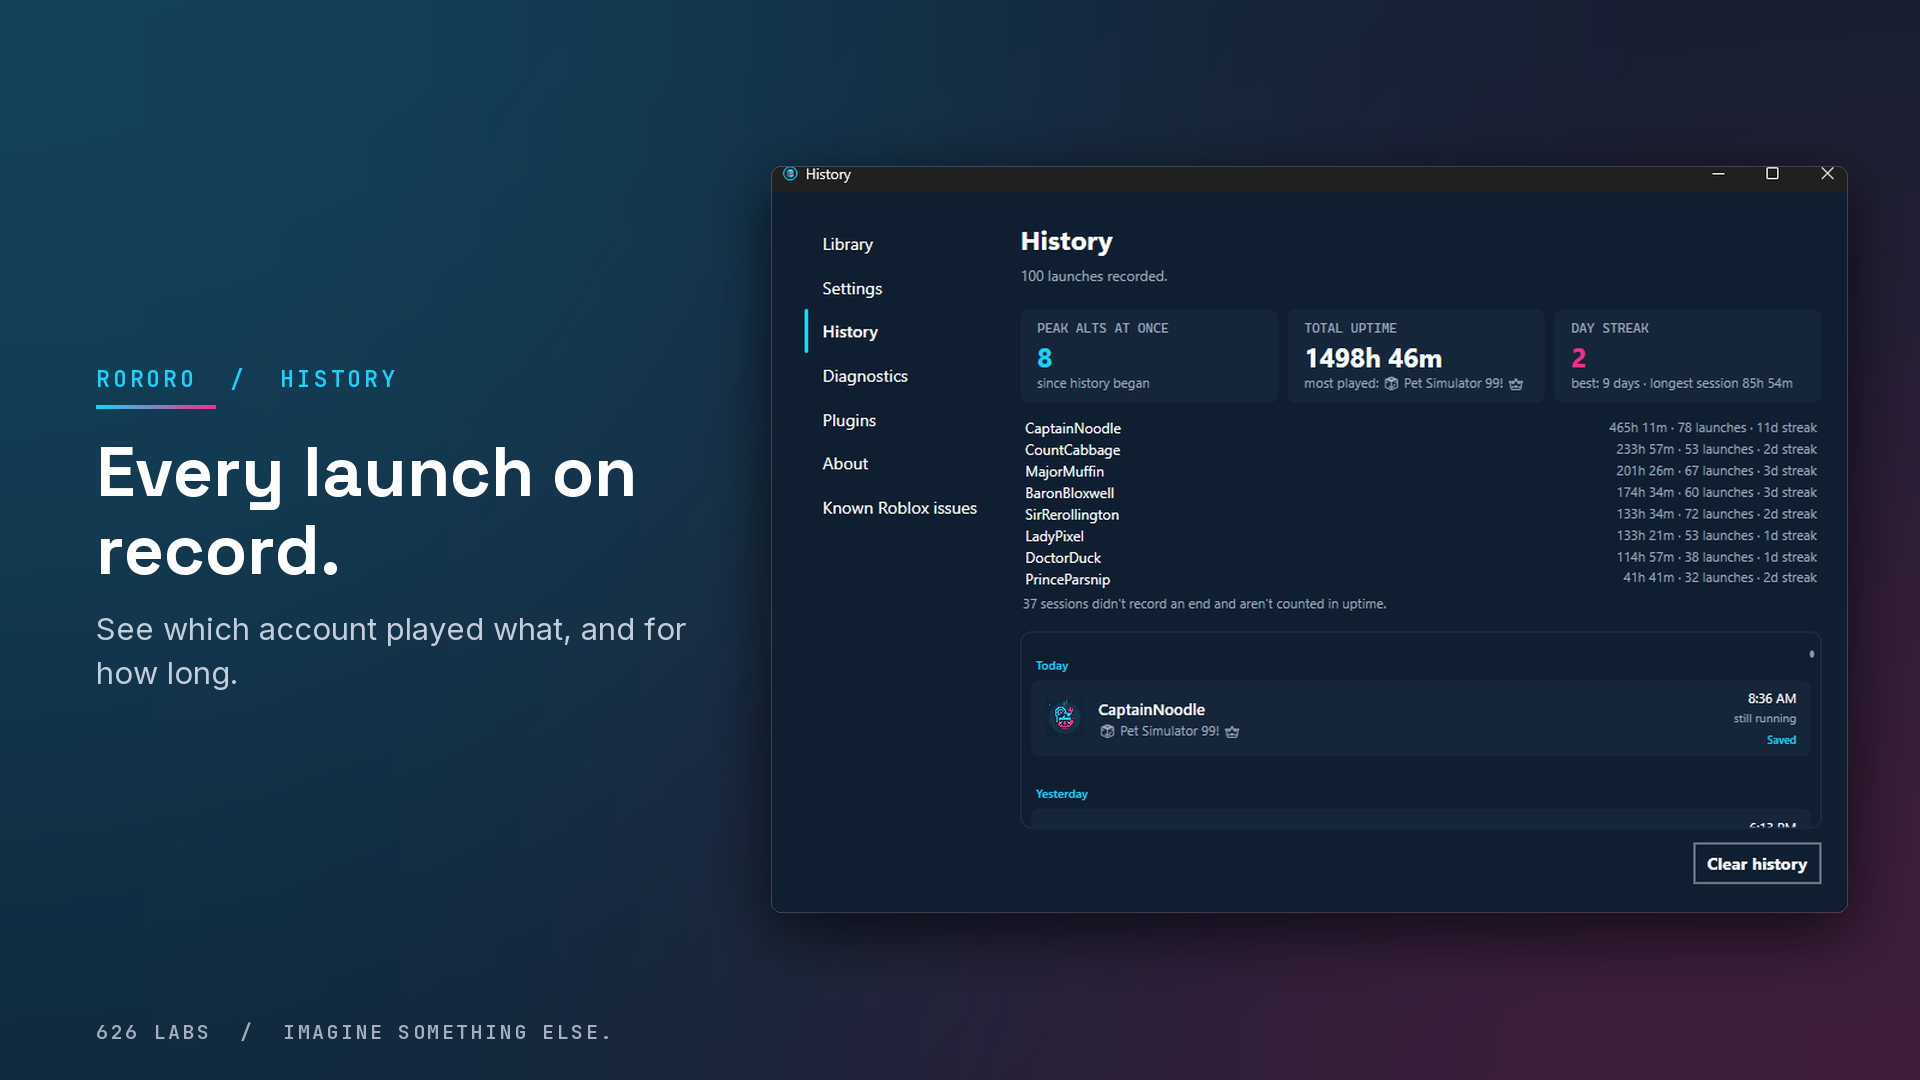 RORORO / HISTORY
Every launch on
record.
See which account played what, and for
how long.
626 LABS / IMAGINE SOMETHING ELSE.
History
Library
Settings
History
Diagnostics
Plugins
About
Known Roblox issues
History
100 launches recorded.
PEAK ALTS AT ONCE
8
since history began
TOTAL UPTIME
1498h 46m
most played: Pet Simulator 99!
DAY STREAK
2
best: 9 days · longest session 85h 54m
CaptainNoodle 465h 11m · 78 launches · 11d streak
CountCabbage 233h 57m · 53 launches · 2d streak
MajorMuffin 201h 26m · 67 launches · 3d streak
BaronBloxwell 174h 34m · 60 launches · 3d streak
SirRerollington 133h 34m · 72 launches · 2d streak
LadyPixel 133h 21m · 53 launches · 1d streak
DoctorDuck 114h 57m · 38 launches · 1d streak
PrinceParsnip 41h 41m · 32 launches · 2d streak
37 sessions didn't record an end and aren't counted in uptime.
Today
CaptainNoodle
Pet Simulator 99!
8:36 AM
still running
Saved
Yesterday
Clear history